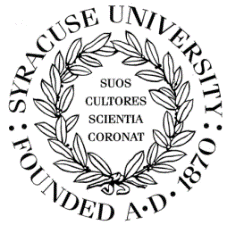 · SYRACUSE UNIVERSITY ·
FOUNDED A·D·1870
SUOS
CULTORES
SCIENTIA
CORONAT